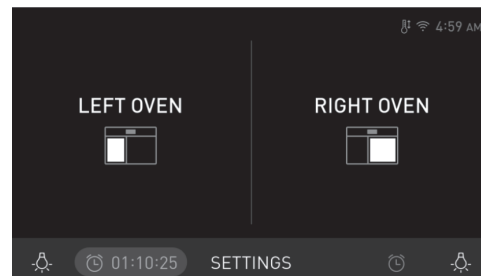 4:59 AM
LEFT OVEN
RIGHT OVEN
01:10:25
SETTINGS